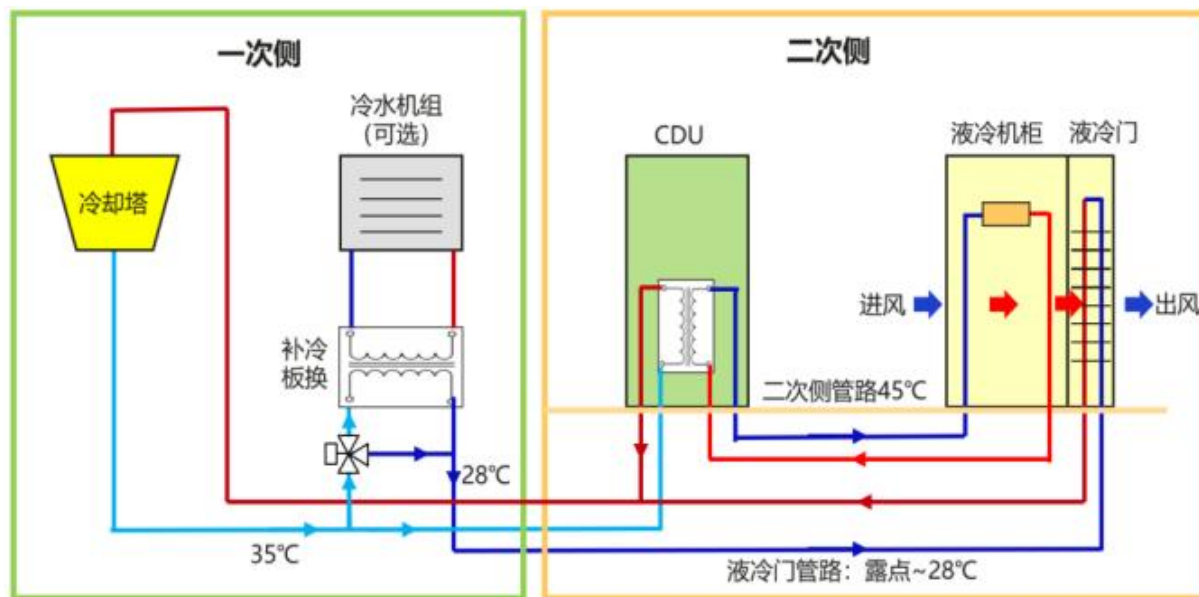 一次侧
二次侧
冷水机组
(可选)
CDU
液冷机柜
液冷门
冷却塔
进风
出风
补冷
板换
二次侧管路45℃
28℃
35℃
液冷门管路：露点~28℃